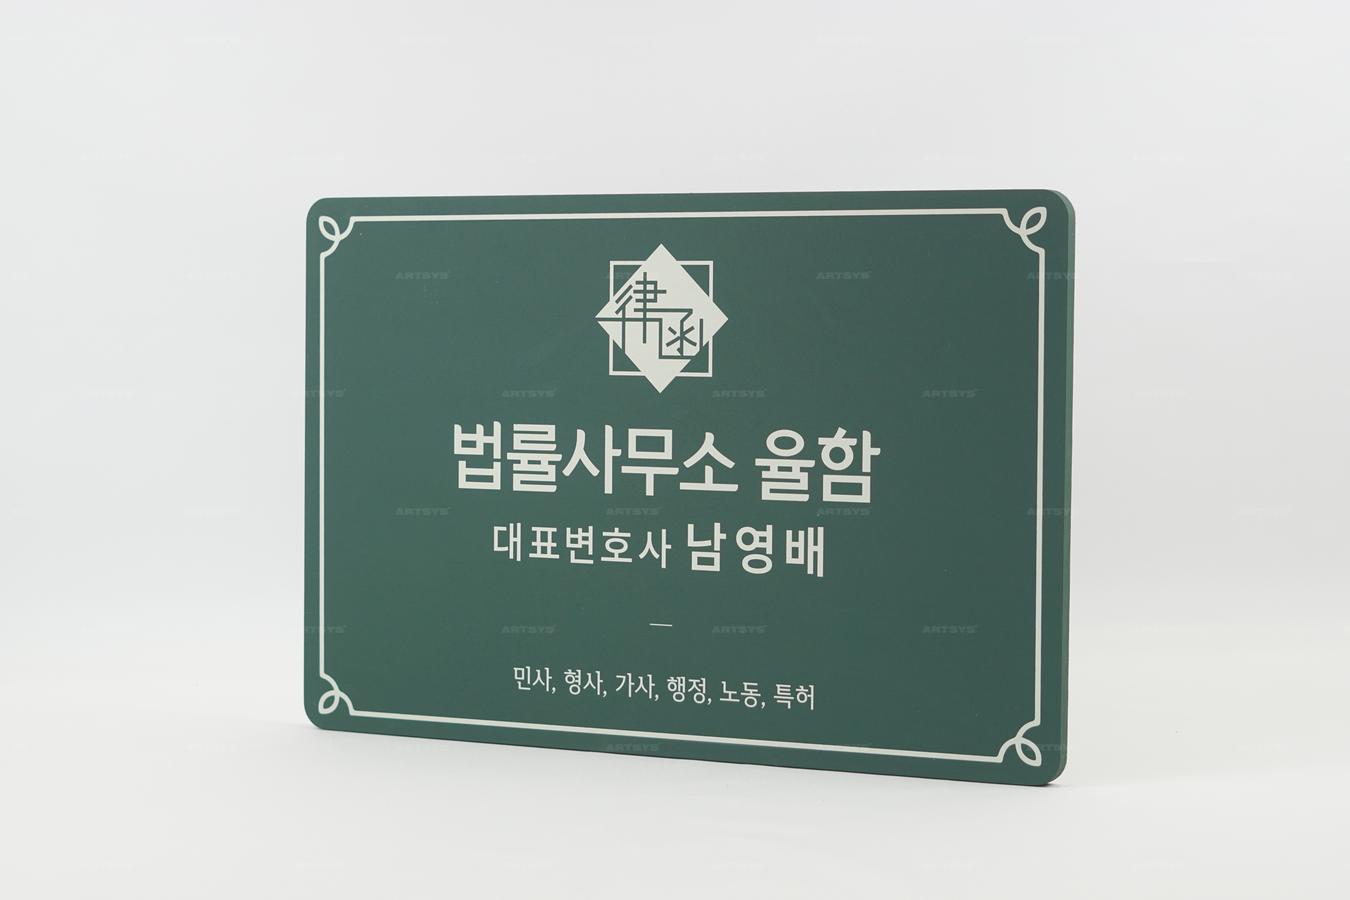 律函
법률사무소 율함
대표변호사 남영배
민사, 형사, 가사, 행정, 노동, 특허
ARTSYS